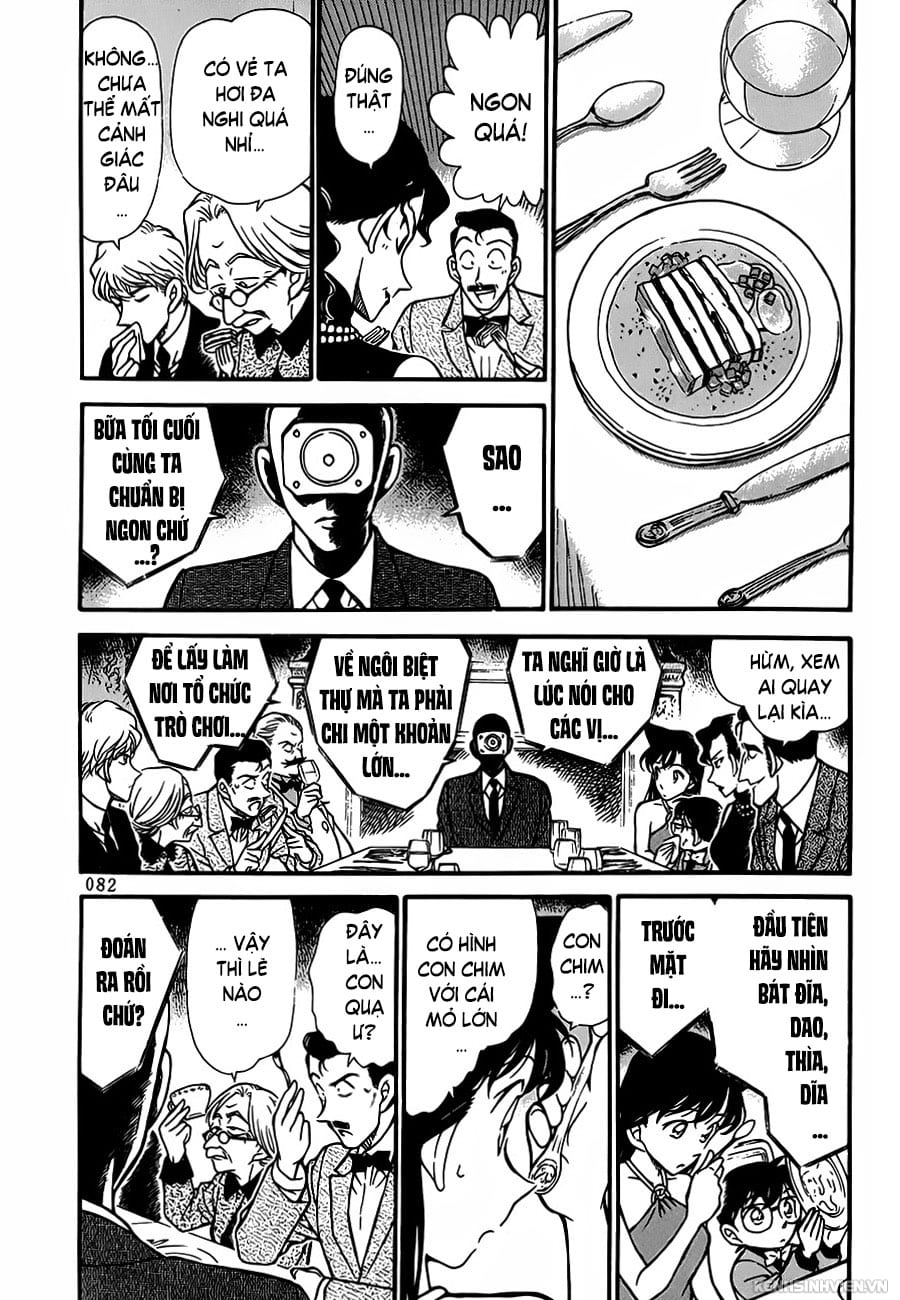 NGON
QUÁ!
ĐÚNG
THẬT
...
CÓ VẺ TA
HƠI ĐA
NGHI QUÁ
NHỈ...
KHÔNG...
CHƯA
THỂ MẤT
CẢNH
GIÁC
ĐÂU
...
SAO
...
BỮA TỐI CUỐI
CÙNG TA
CHUẨN BỊ
NGON CHỨ
...?
HỪM, XEM
AI QUAY
LẠI KÌA...
TA NGHĨ GIỜ LÀ
LÚC NÓI CHO
CÁC VỊ...
VỀ NGÔI BIỆT
THỰ MÀ TA PHẢI
CHI MỘT KHOẢN
LỚN...
ĐỂ LẤY LÀM
NƠI TỔ CHỨC
TRÒ CHƠI...
082
ĐẦU TIÊN
HÃY NHÌN
BÁT ĐĨA,
DAO,
THÌA,
DĨA
...
TRƯỚC
MẶT
ĐI...
CON
CHIM
...?
CÓ HÌNH
CON CHIM
VỚI CÁI
MỎ LỚN
...
ĐÂY
LÀ...
CON
QUẠ
Ư?
... VẬY
THÌ LẼ
NÀO
...
ĐOÁN
RA RỒI
CHỨ?
KENHSINHVIEN.VN